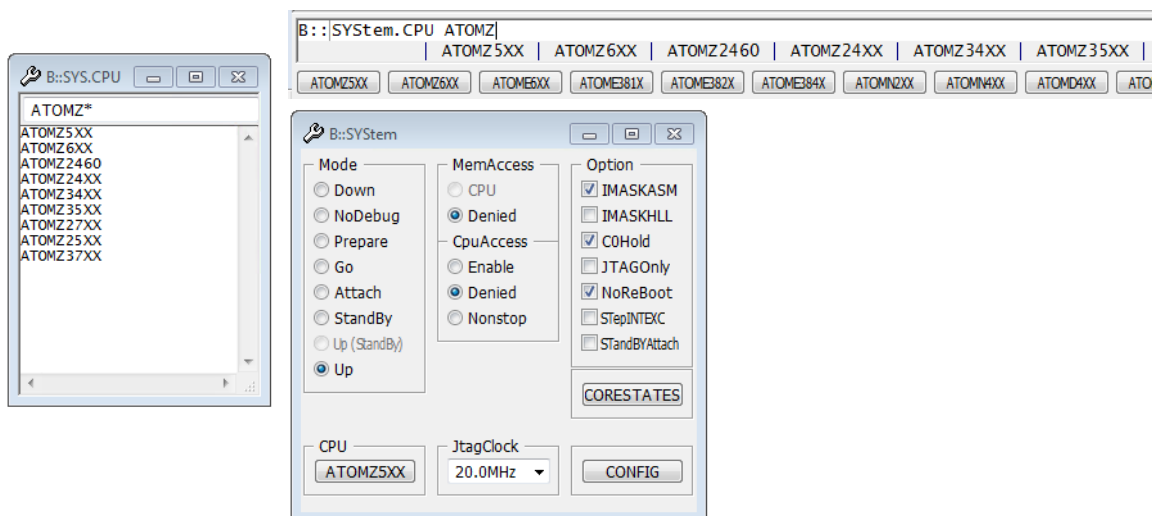 B::SYS.CPU
ATOMZ*
ATOMZ5XX
ATOMZ6XX
ATOMZ2460
ATOMZ24XX
ATOMZ34XX
ATOMZ35XX
ATOMZ27XX
ATOMZ25XX
ATOMZ37XX
B::SYStem.CPU ATOMZ
ATOMZ5XX ATOMZ6XX ATOMZ2460 ATOMZ24XX ATOMZ34XX ATOMZ35XX
ATOMZ5XX ATOMZ6XX ATOME6XX ATOME381X ATOME382X ATOME384X ATOMN2XX ATOMN4XX ATOMD4XX ATO
B::SYStem
Mode
Down
NoDebug
Prepare
Go
Attach
StandBy
Up (StandBy)
Up
MemAccess
CPU
Denied
CpuAccess
Enable
Denied
Nonstop
Option
IMASKASM
IMASKHLL
C0Hold
JTAGOnly
NoReBoot
STepINTEXC
STandBYAttach
CORESTATES
CPU
ATOMZ5XX
JtagClock
20.0MHz
CONFIG